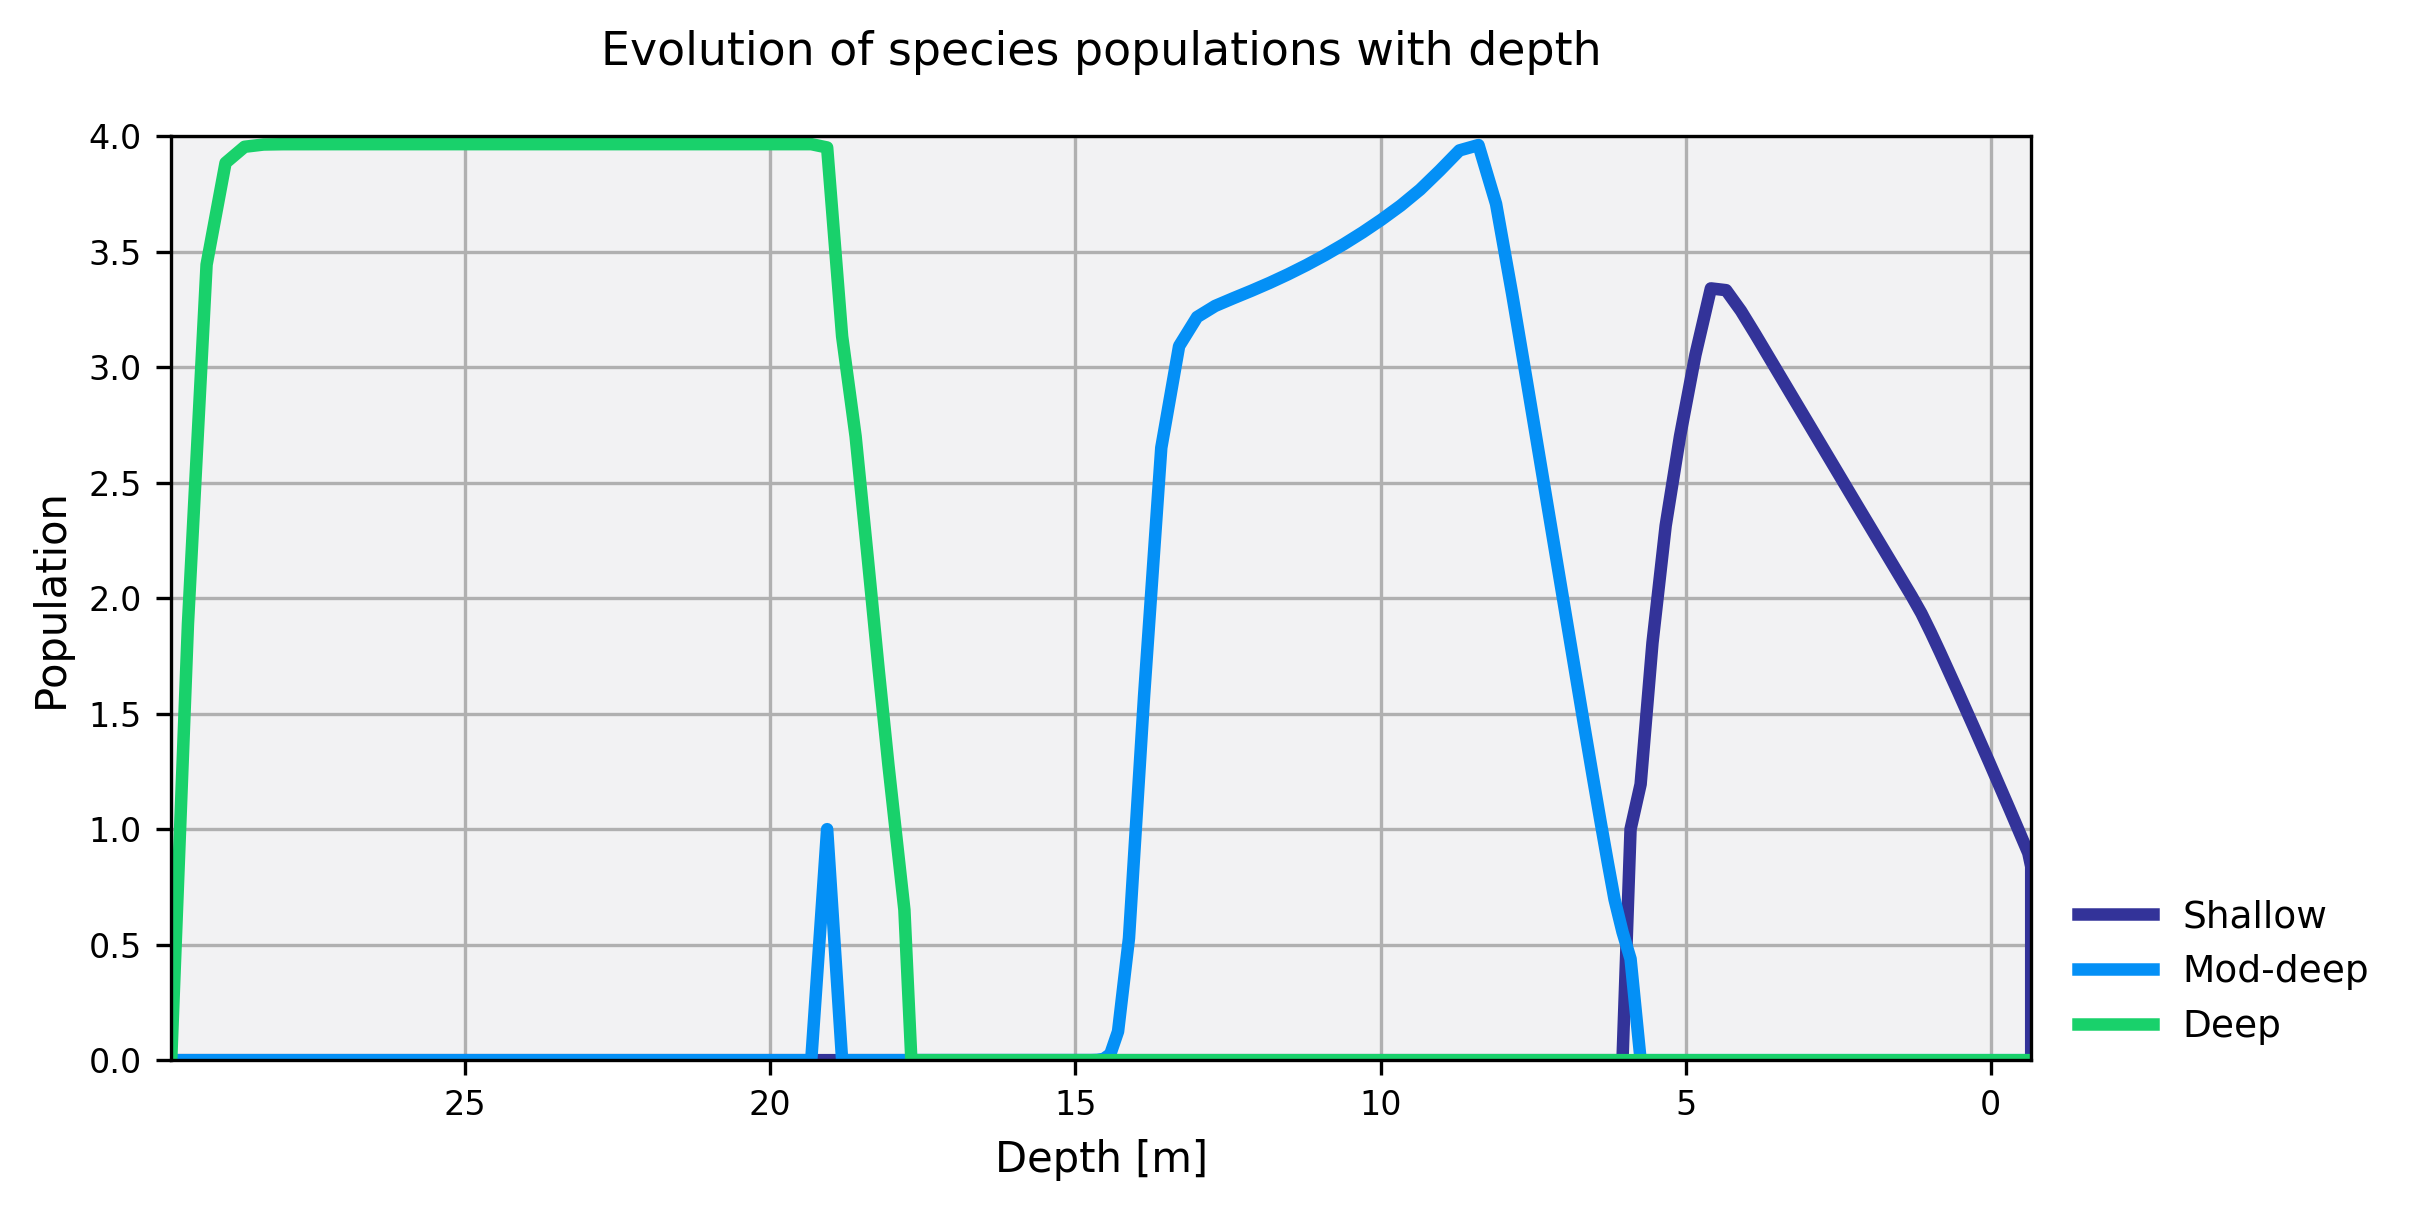 Evolution of species populations with depth
4.0
3.5
3.0
2.5
2.0
1.5
1.0
0.5
0.0
Population
25 20 15 10 5 0
Depth [m]
Shallow
Mod-deep
Deep